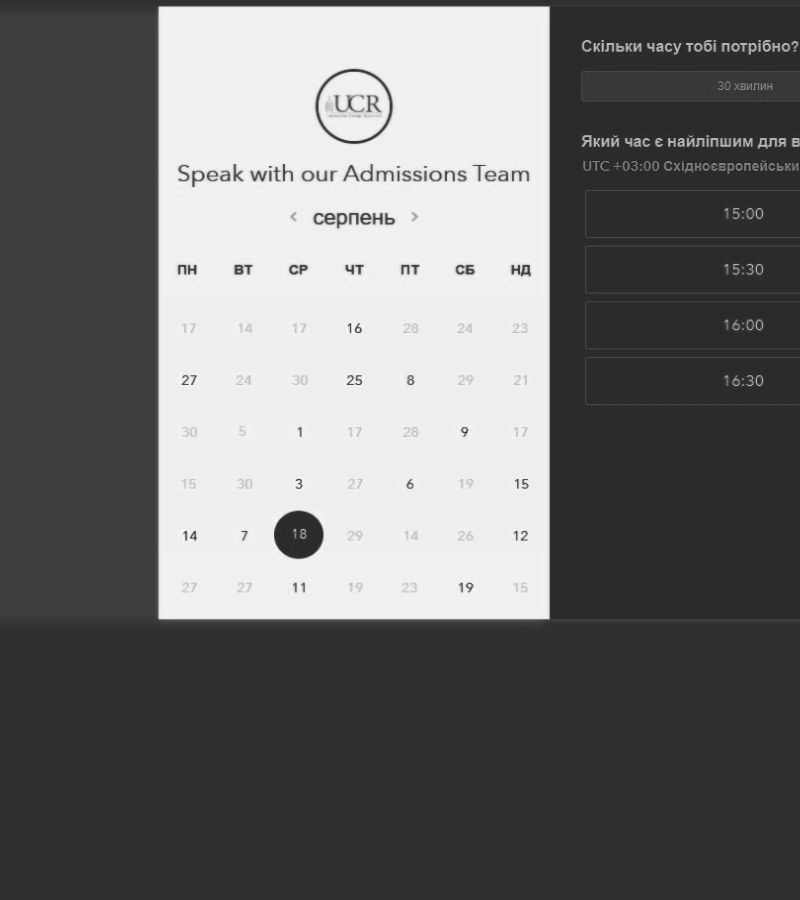 UCR
Speak with our Admissions Team
серпень
ПН ВТ СР ЧТ ПТ СБ НД
17 14 17 16 28 24 23
27 24 30 25 8 29 21
30 5 1 17 28 9 17
15 30 3 27 6 19 15
14 7 18 29 14 26 12
27 27 11 19 23 19 15
Скільки часу тобі потрібно?
30 хвилин
Який час є найліпшим для в
UTC +03:00 Східноєвропейськи
15:00
15:30
16:00
16:30